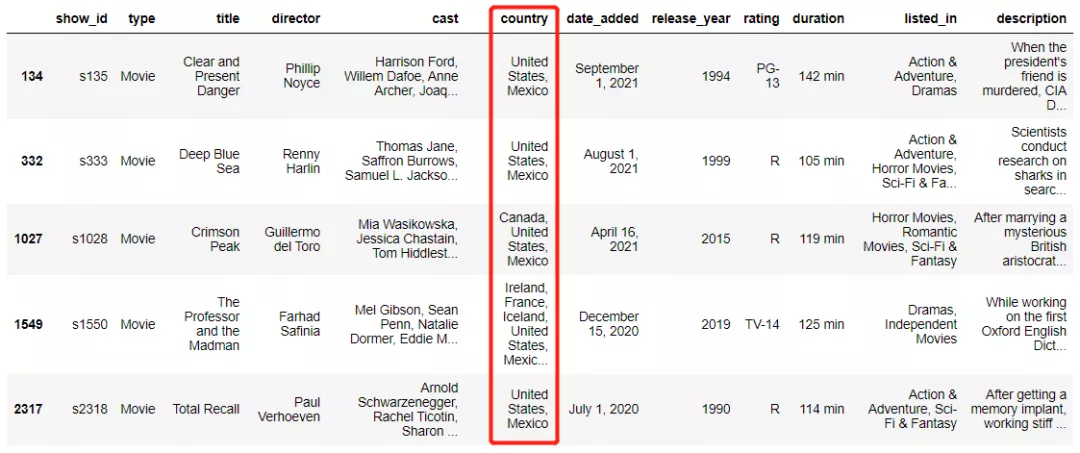 show_id type title director cast country date_added release_year rating duration listed_in description
134
s135
Movie
Clear and
Present
Danger
Phillip
Noyce
Harrison Ford,
Willem Dafoe, Anne
Archer, Joaq...
United
States,
Mexico
September
1, 2021
1994
PG-
13
142 min
Action &
Adventure,
Dramas
When the
president's
friend is
murdered, CIA
D...
332
s333
Movie
Deep Blue
Sea
Renny
Harlin
Thomas Jane,
Saffron Burrows,
Samuel L. Jackso...
United
States,
Mexico
August 1,
2021
1999
R
105 min
Action &
Adventure,
Horror Movies,
Sci-Fi & Fa...
Scientists
conduct
research on
sharks in
searc...
1027
s1028
Movie
Crimson
Peak
Guillermo
del Toro
Mia Wasikowska,
Jessica Chastain,
Tom Hiddlest...
Canada,
United
States,
Mexico
April 16,
2021
2015
R
119 min
Horror Movies,
Romantic
Movies, Sci-Fi &
Fantasy
After marrying a
mysterious
British
aristocrat...
1549
s1550
Movie
The
Professor
and the
Madman
Farhad
Safinia
Mel Gibson, Sean
Penn, Natalie
Dormer, Eddie M...
Ireland,
France,
Iceland,
United
States,
Mexic...
December
15, 2020
2019
TV-14
125 min
Dramas,
Independent
Movies
While working
on the first
Oxford English
Dict...
2317
s2318
Movie
Total Recall
Paul
Verhoeven
Arnold
Schwarzenegger,
Rachel Ticotin,
Sharon ...
United
States,
Mexico
July 1, 2020
1990
R
114 min
Action &
Adventure, Sci-
Fi & Fantasy
After getting a
memory implant,
working stiff ...